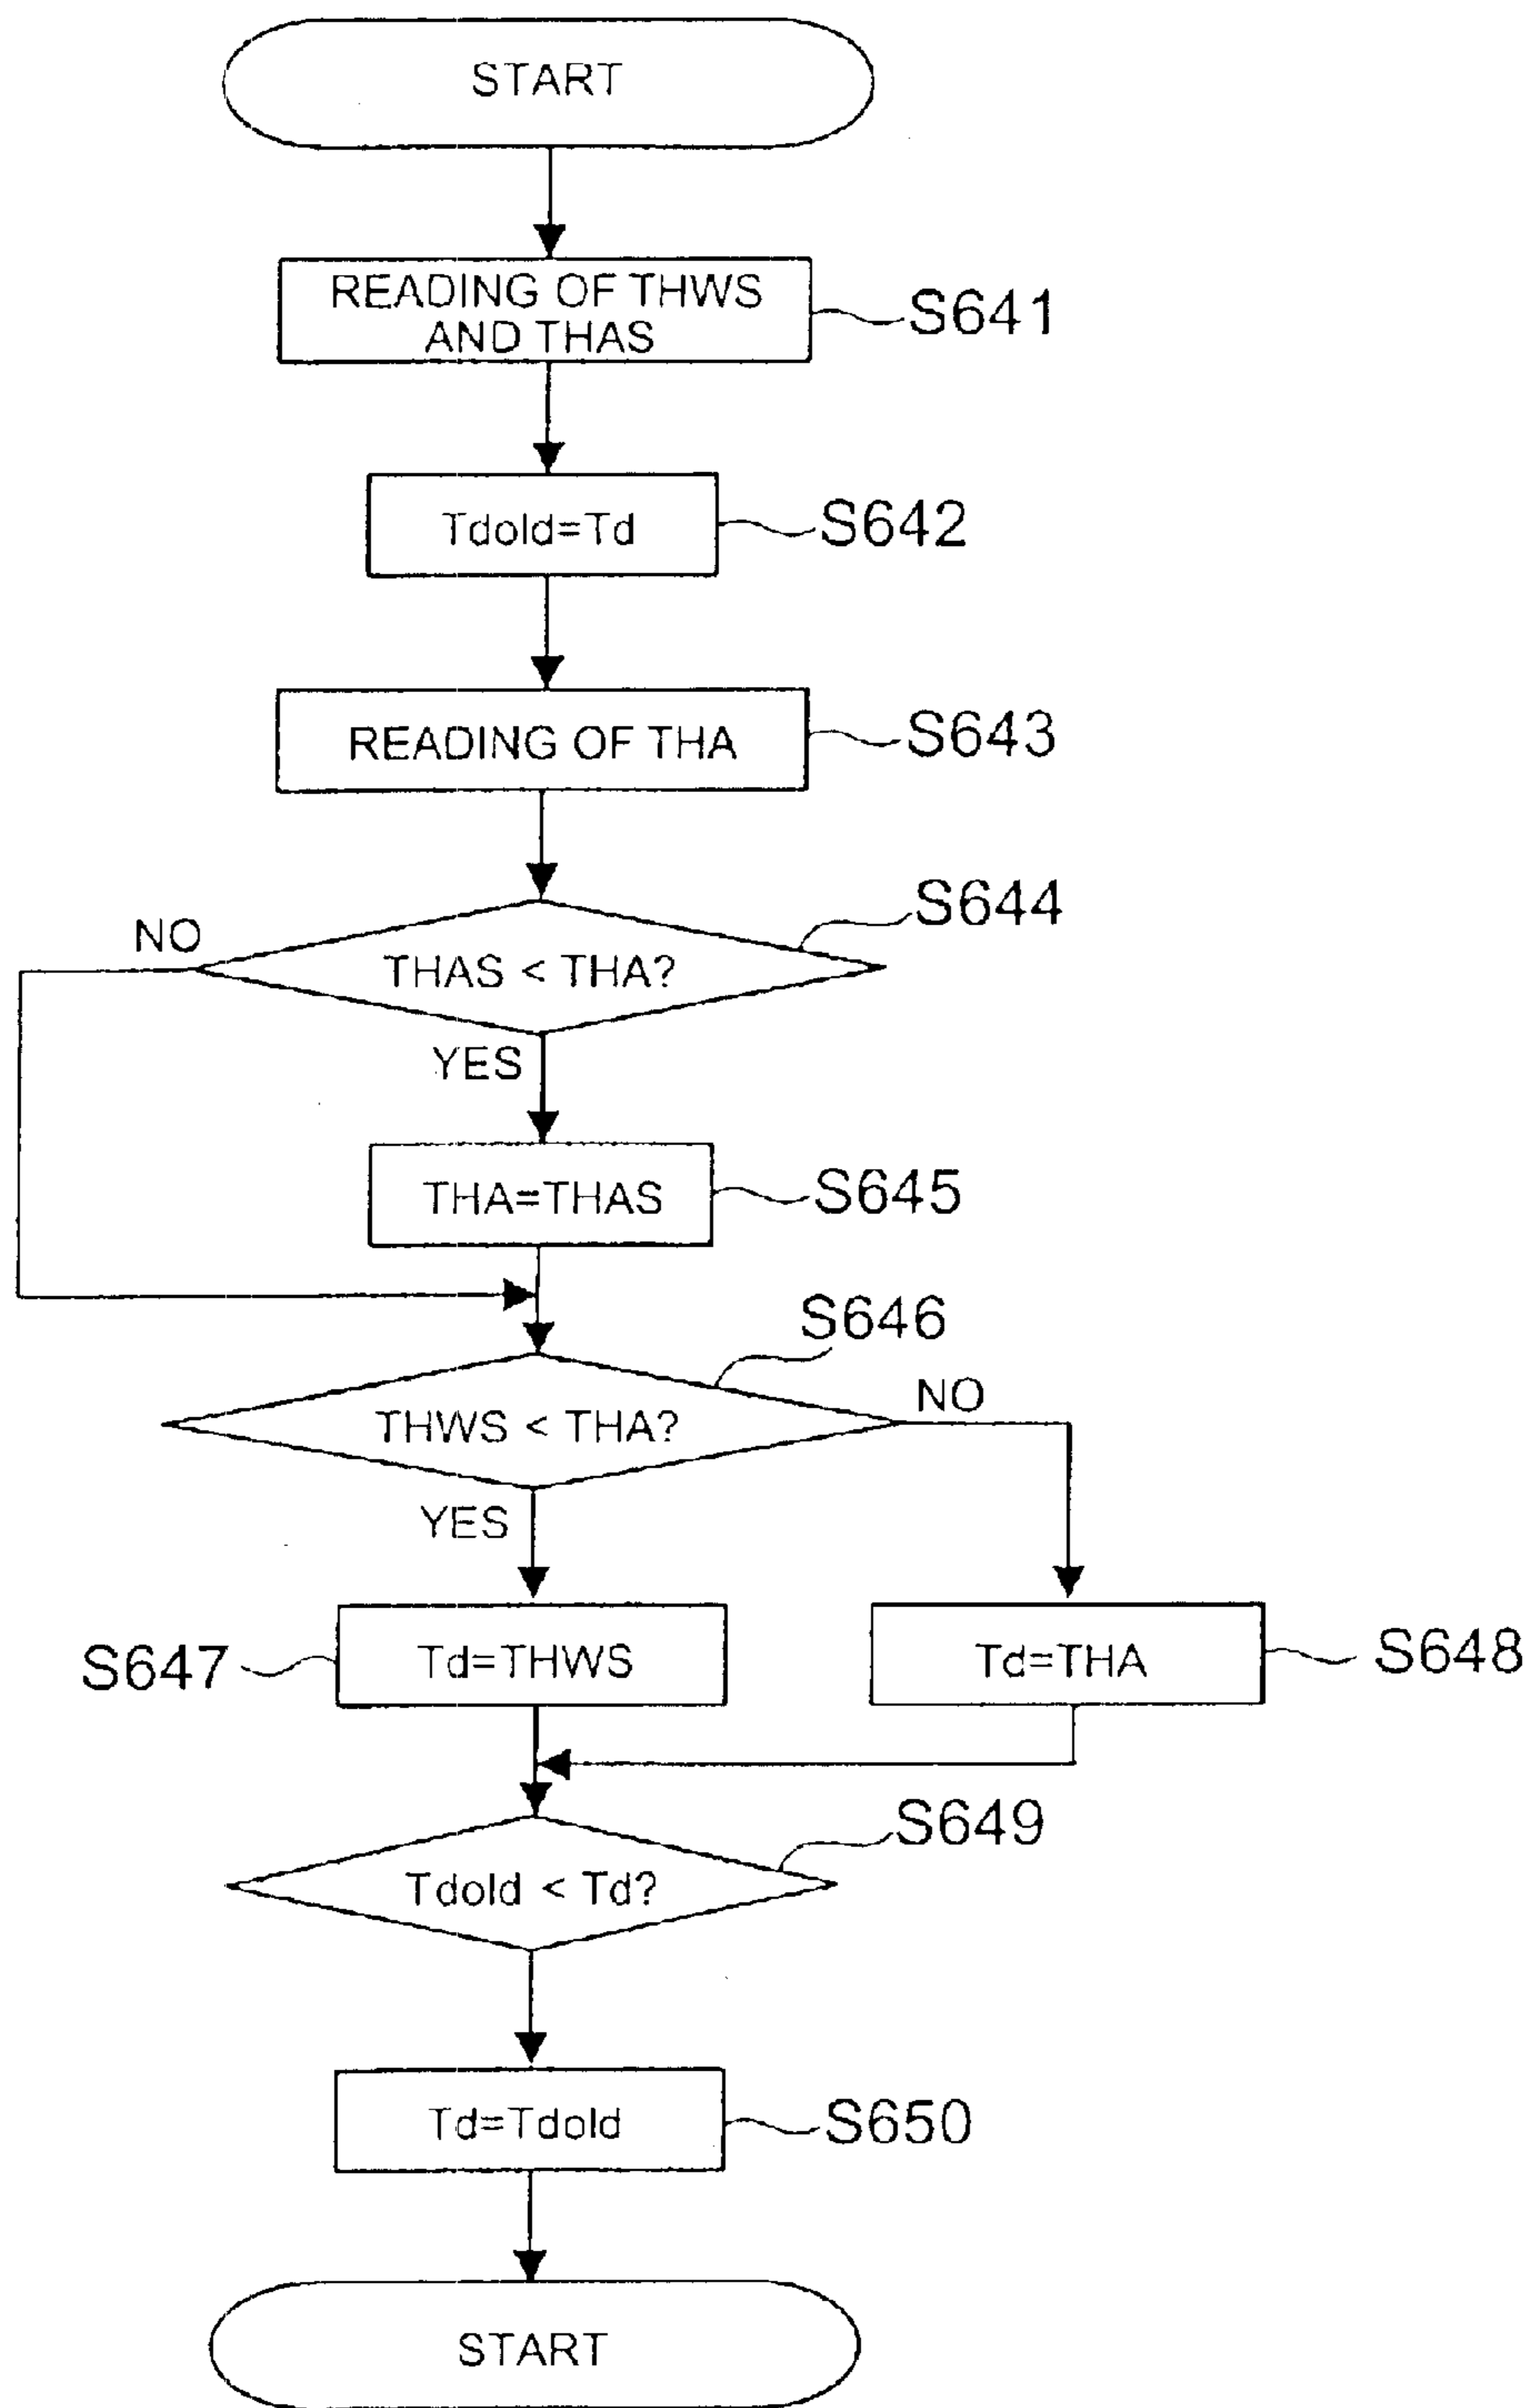 START
READING OF THWS
AND THAS
S641
Tdold=Td
S642
READING OF THA
S643
S644
NO
THAS < THA?
YES
THA=THAS
S645
S646
NO
THWS < THA?
YES
S647
Td=THWS
Td=THA
S648
S649
Tdold < Td?
Td=Tdold
S650
START